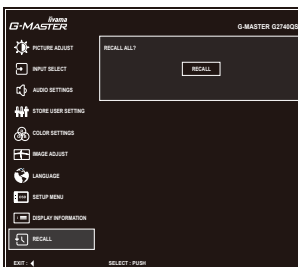 iiyama
G-MASTER
G-MASTER G2740QS
PICTURE ADJUST
RECALL ALL?
INPUT SELECT
RECALL
AUDIO SETTINGS
STORE USER SETTING
COLOR SETTINGS
IMAGE ADJUST
LANGUAGE
OSD
SETUP MENU
DISPLAY INFORMATION
RECALL
EXIT :
SELECT : PUSH